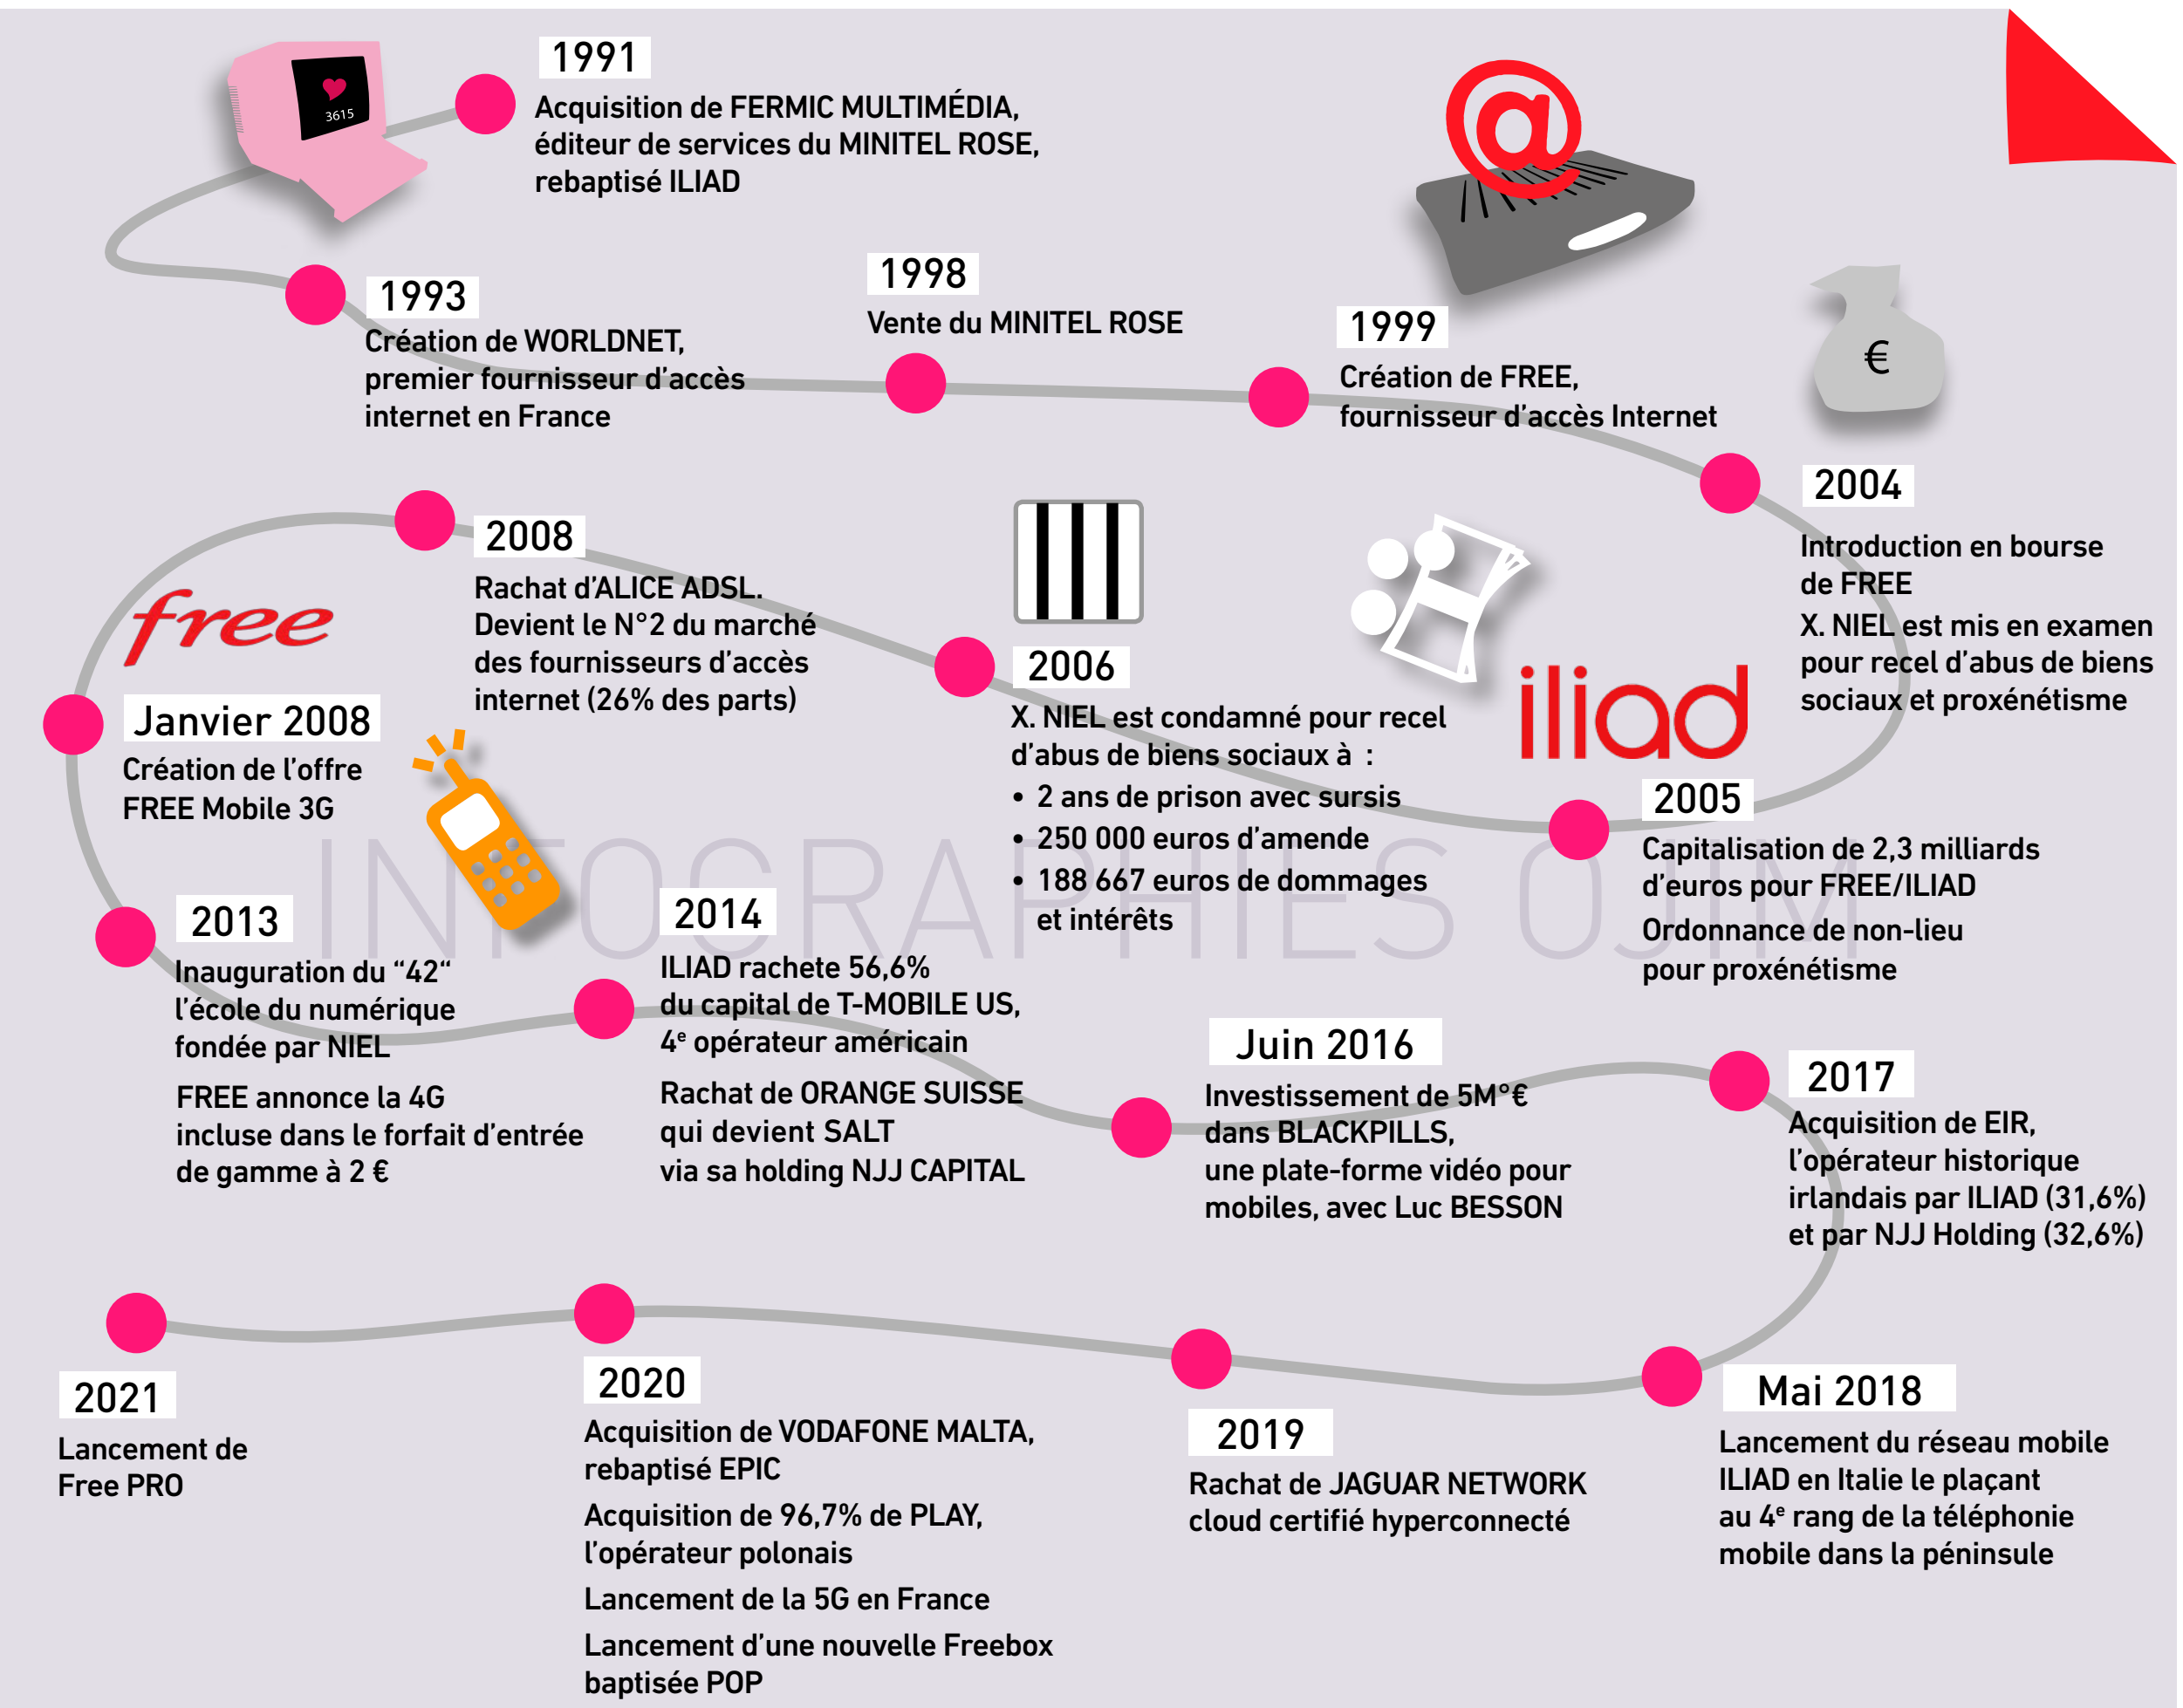 3615
1991
Acquisition de FERMIC MULTIMÉDIA,
éditeur de services du MINITEL ROSE,
rebaptisé ILIAD
@
1993
Création de WORLDNET,
premier fournisseur d’accès
internet en France
1998
Vente du MINITEL ROSE
1999
Création de FREE,
fournisseur d’accès Internet
€
2004
Introduction en bourse
de FREE
X. NIEL est mis en examen
pour recel d’abus de biens
sociaux et proxénétisme
iliad
2005
Capitalisation de 2,3 milliards
d’euros pour FREE/ILIAD
Ordonnance de non-lieu
pour proxénétisme
2006
X. NIEL est condamné pour recel
d’abus de biens sociaux à :
• 2 ans de prison avec sursis
• 250 000 euros d’amende
• 188 667 euros de dommages
et intérêts
2008
Rachat d’ALICE ADSL.
Devient le N°2 du marché
des fournisseurs d’accès
internet (26% des parts)
free
Janvier 2008
Création de l’offre
FREE Mobile 3G
INFOGRAPHIES OJIM
2013
Inauguration du “42“
l’école du numérique
fondée par NIEL
FREE annonce la 4G
incluse dans le forfait d’entrée
de gamme à 2 €
2014
ILIAD rachete 56,6%
du capital de T-MOBILE US,
4e opérateur américain
Rachat de ORANGE SUISSE
qui devient SALT
via sa holding NJJ CAPITAL
Juin 2016
Investissement de 5M°€
dans BLACKPILLS,
une plate-forme vidéo pour
mobiles, avec Luc BESSON
2017
Acquisition de EIR,
l’opérateur historique
irlandais par ILIAD (31,6%)
et par NJJ Holding (32,6%)
Mai 2018
Lancement du réseau mobile
ILIAD en Italie le plaçant
au 4e rang de la téléphonie
mobile dans la péninsule
2019
Rachat de JAGUAR NETWORK
cloud certifié hyperconnecté
2020
Acquisition de VODAFONE MALTA,
rebaptisé EPIC
Acquisition de 96,7% de PLAY,
l’opérateur polonais
Lancement de la 5G en France
Lancement d’une nouvelle Freebox
baptisée POP
2021
Lancement de
Free PRO